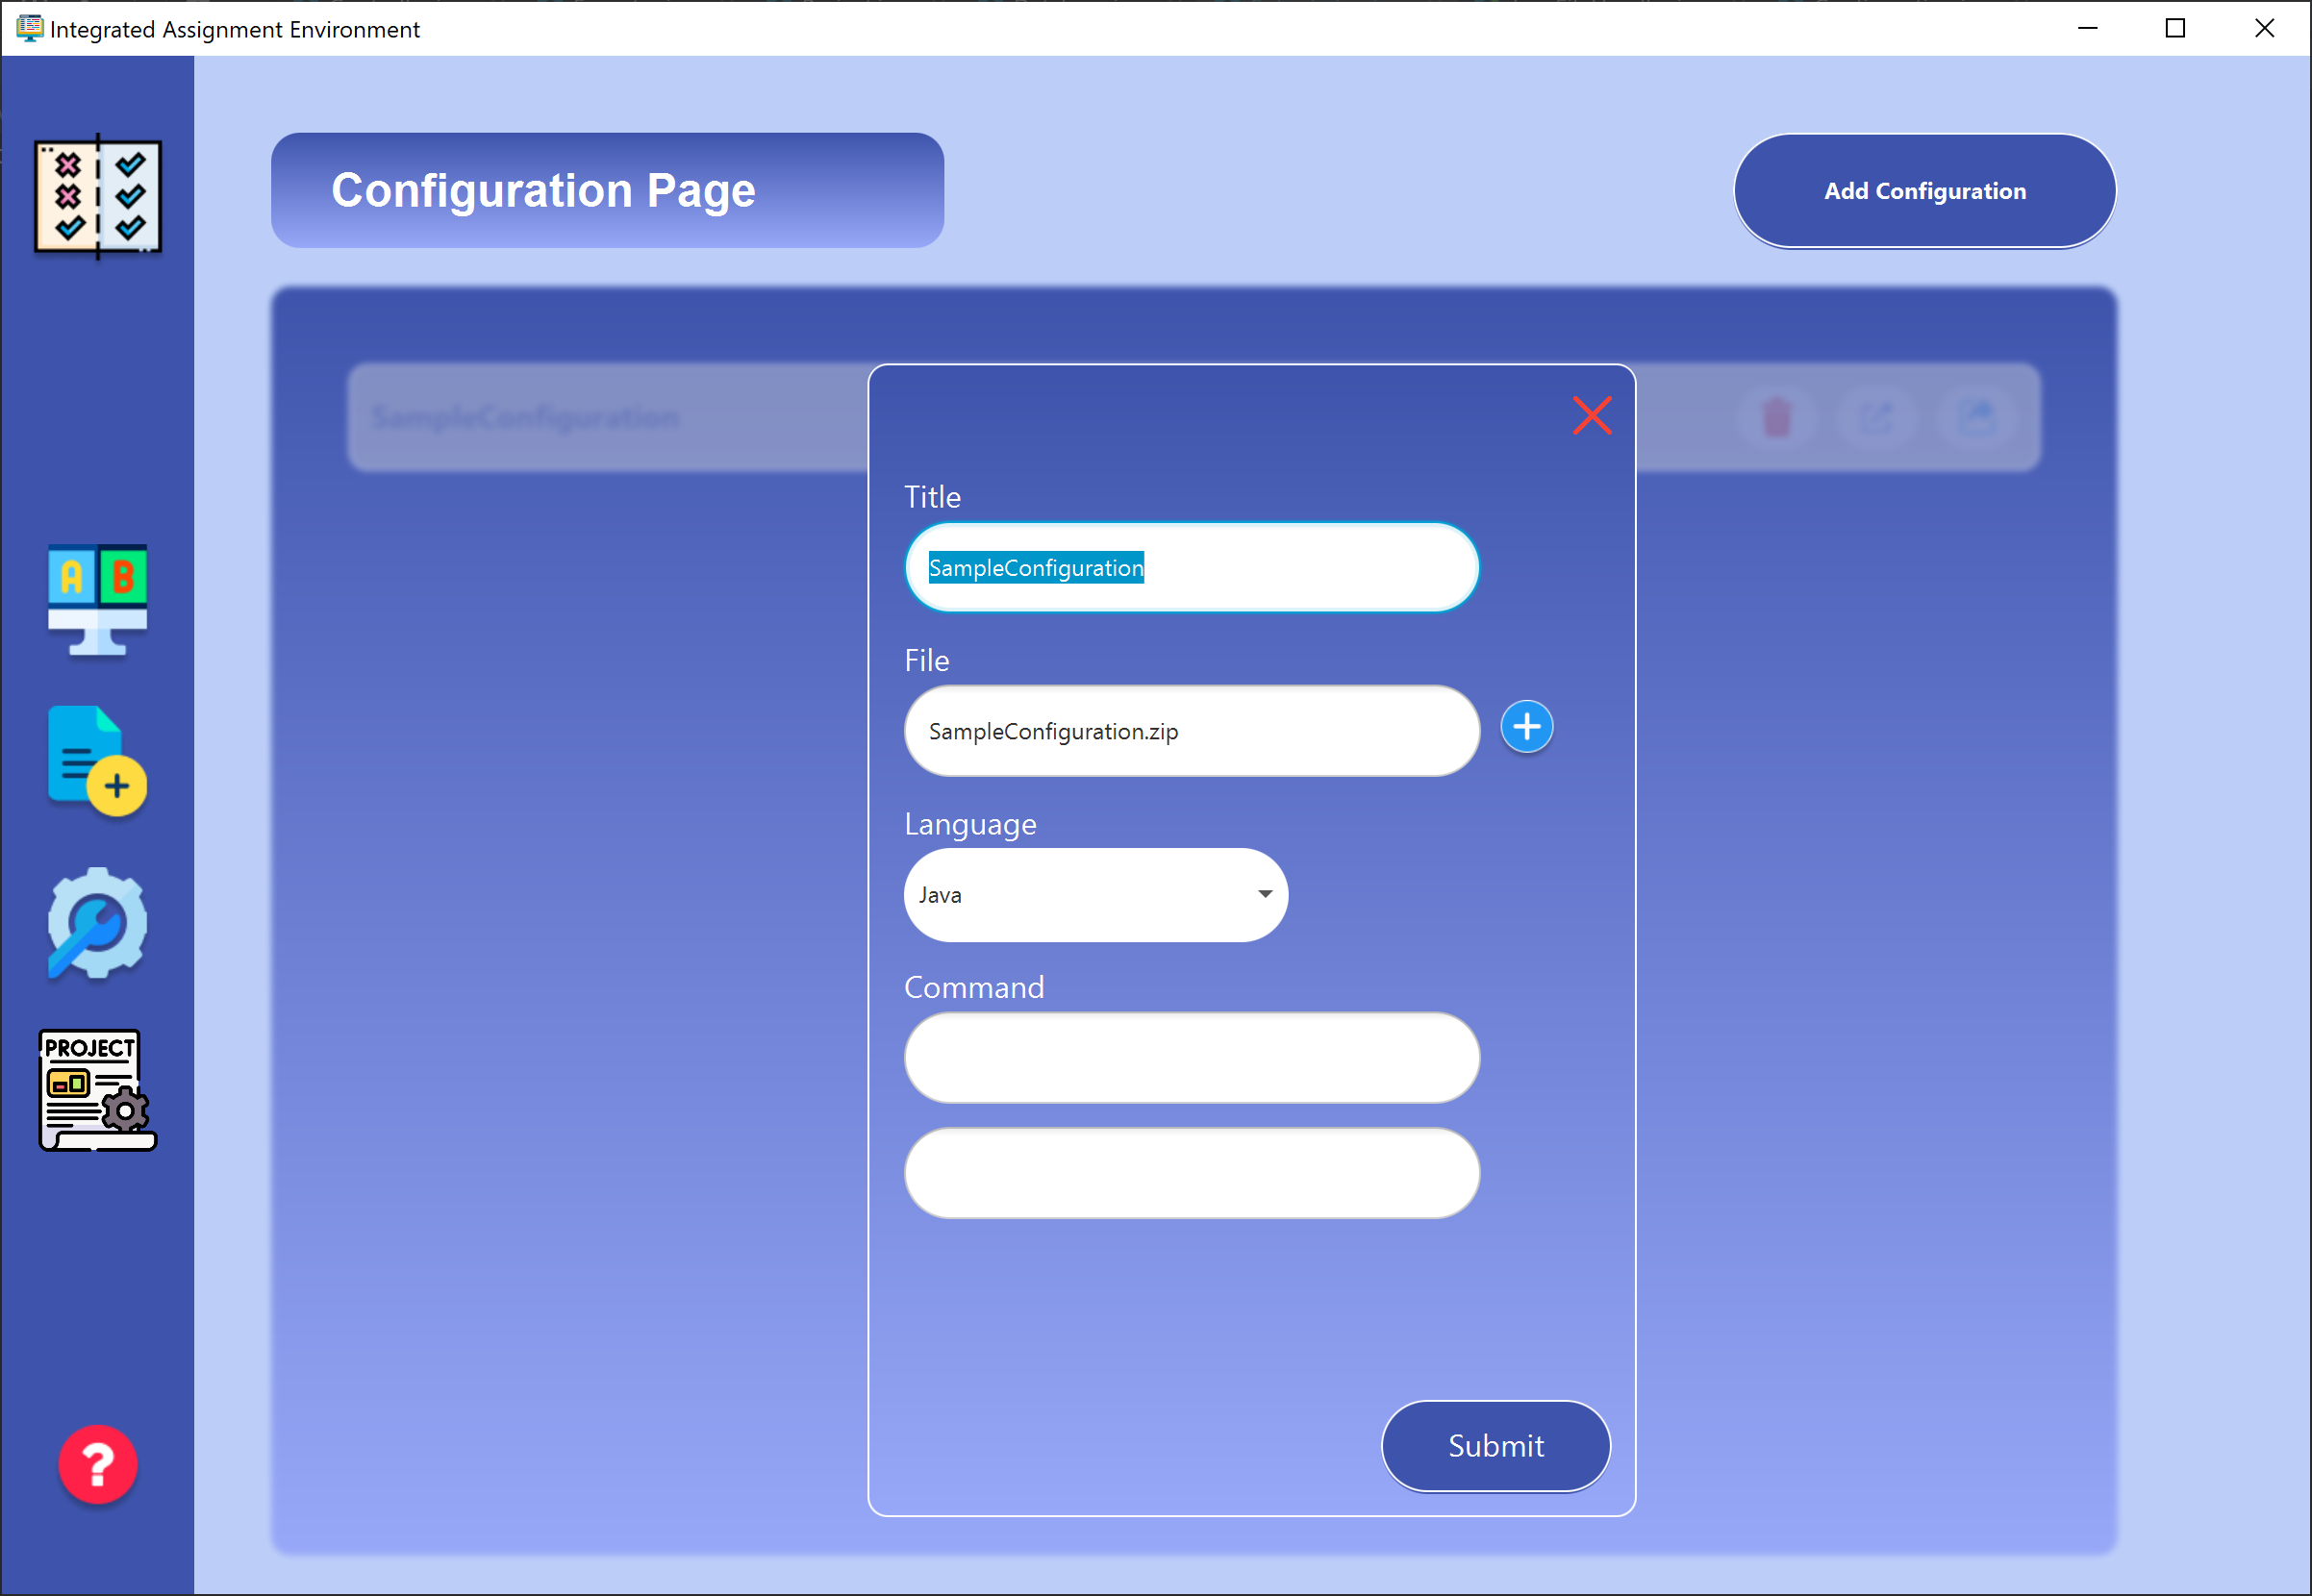 Integrated Assignment Environment
Configuration Page
Add Configuration
SampleConfiguration
Title
SampleConfiguration
File
SampleConfiguration.zip
Language
Java
Command
Submit
A B
PROJECT
?